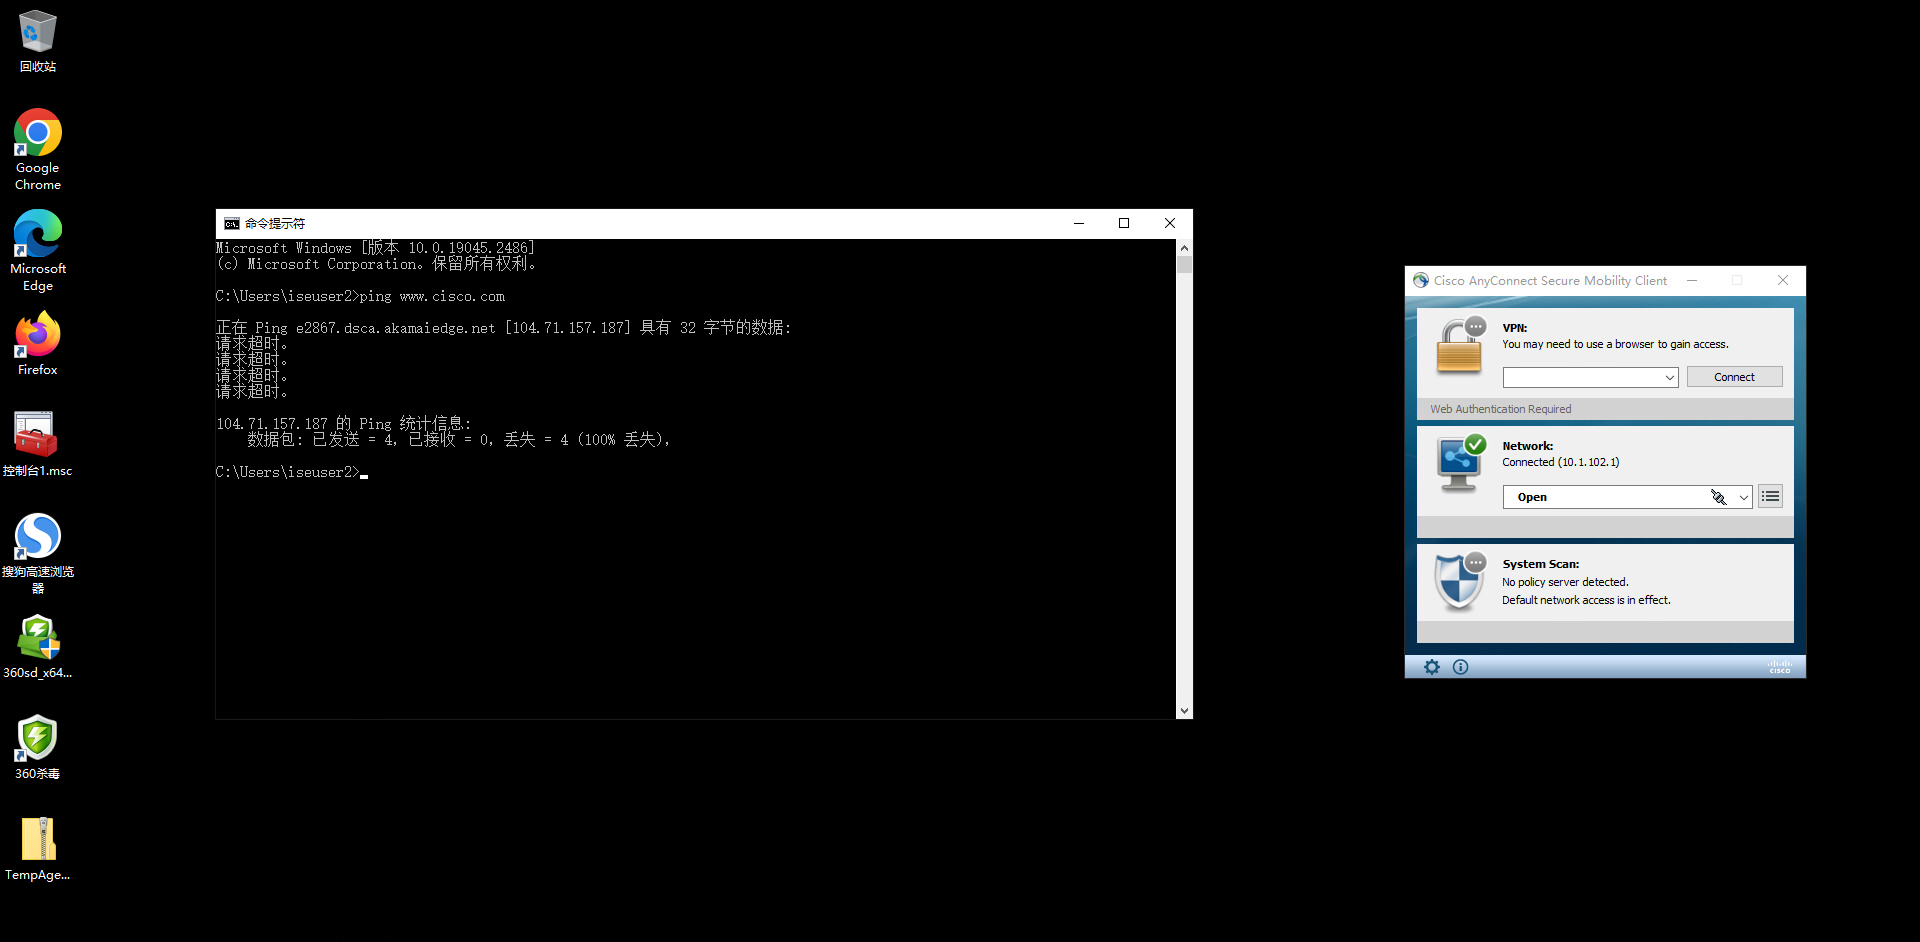 回收站
Google
Chrome
Microsoft
Edge
Firefox
控制台1.msc
搜狗高速浏览
器
360sd_x64...
360杀毒
TempAge...
命令提示符
Microsoft Windows [版本 10.0.19045.2486]
(c) Microsoft Corporation。保留所有权利。
C:\Users\iseuser2>ping www.cisco.com
正在 Ping e2867.dsca.akamaiedge.net [104.71.157.187] 具有 32 字节的数据:
请求超时。
请求超时。
请求超时。
请求超时。
104.71.157.187 的 Ping 统计信息:
数据包: 已发送 = 4，已接收 = 0，丢失 = 4 (100% 丢失)，
C:\Users\iseuser2>
Cisco AnyConnect Secure Mobility Client
VPN:
You may need to use a browser to gain access.
Connect
Web Authentication Required
Network:
Connected (10.1.102.1)
Open
System Scan:
No policy server detected.
Default network access is in effect.
CISCO